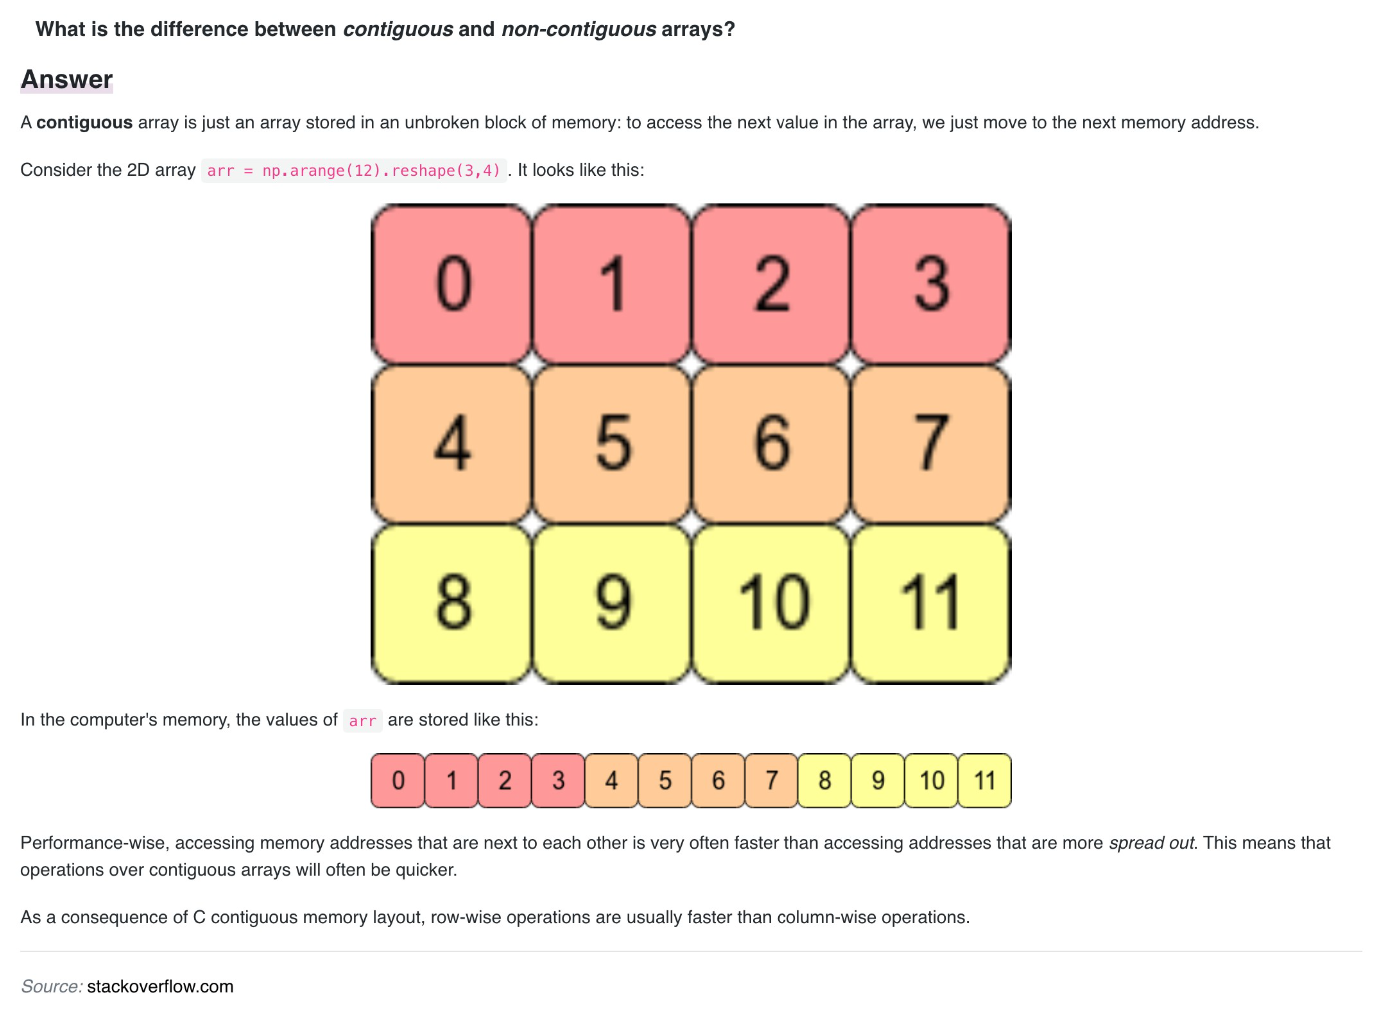 What is the difference between contiguous and non-contiguous arrays?
Answer
A contiguous array is just an array stored in an unbroken block of memory: to access the next value in the array, we just move to the next memory address.
Consider the 2D array arr = np.arange(12).reshape(3,4) . It looks like this:
0 1 2 3
4 5 6 7
8 9 10 11
In the computer's memory, the values of arr are stored like this:
0 1 2 3 4 5 6 7 8 9 10 11
Performance-wise, accessing memory addresses that are next to each other is very often faster than accessing addresses that are more spread out. This means that
operations over contiguous arrays will often be quicker.
As a consequence of C contiguous memory layout, row-wise operations are usually faster than column-wise operations.
Source: stackoverflow.com